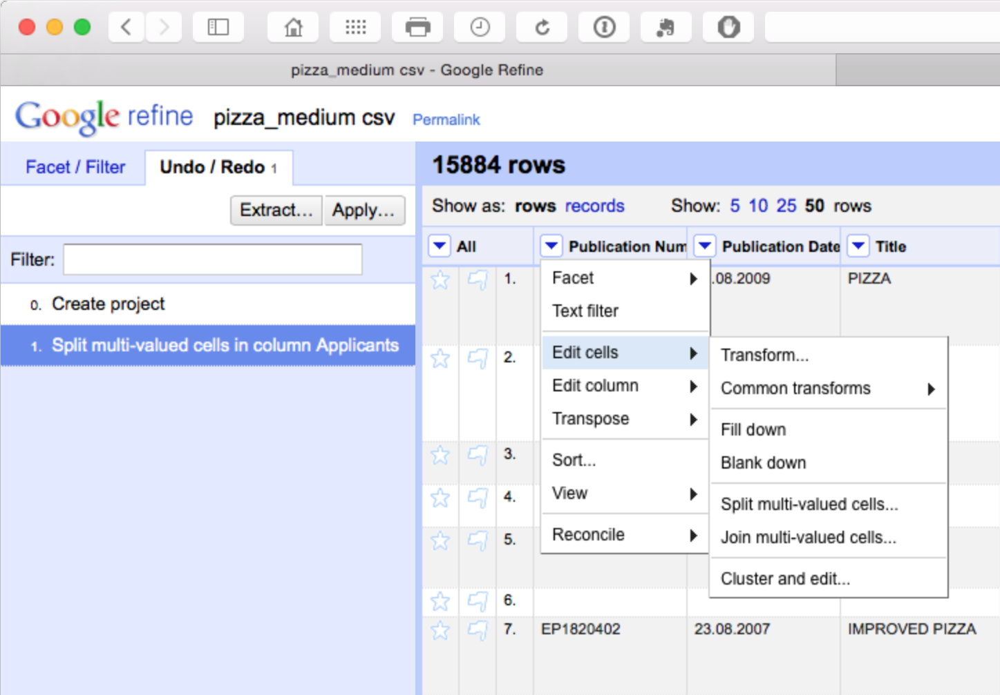 pizza_medium csv - Google Refine
Google refine pizza_medium csv Permalink
Facet / Filter Undo / Redo 1
Extract... Apply...
Filter:
0. Create project
1. Split multi-valued cells in column Applicants
15884 rows
Show as: rows records Show: 5 10 25 50 rows
All Publication Num Publication Date Title
1. .08.2009 PIZZA
2.
3.
4.
5.
6.
7. EP1820402 23.08.2007 IMPROVED PIZZA
Facet
Text filter
Edit cells
Edit column
Transpose
Sort...
View
Reconcile
Transform...
Common transforms
Fill down
Blank down
Split multi-valued cells...
Join multi-valued cells...
Cluster and edit...